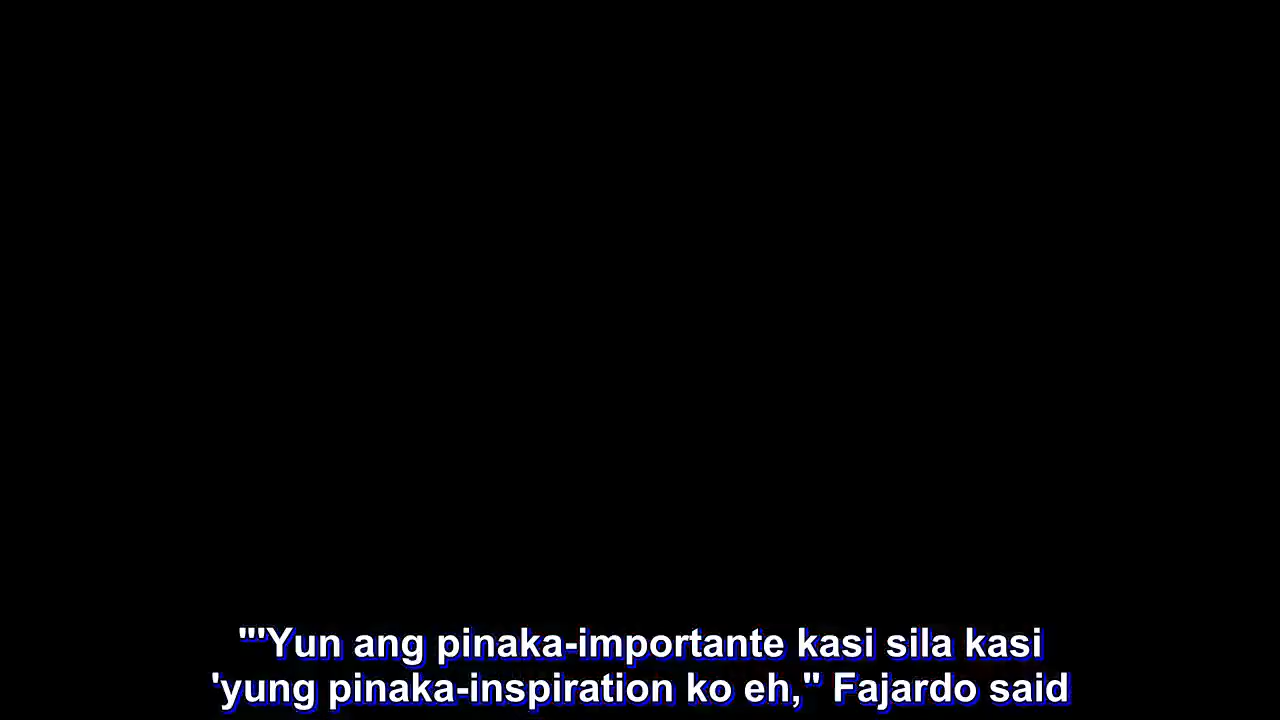 "'Yun ang pinaka-importante kasi sila kasi
'yung pinaka-inspiration ko eh," Fajardo said